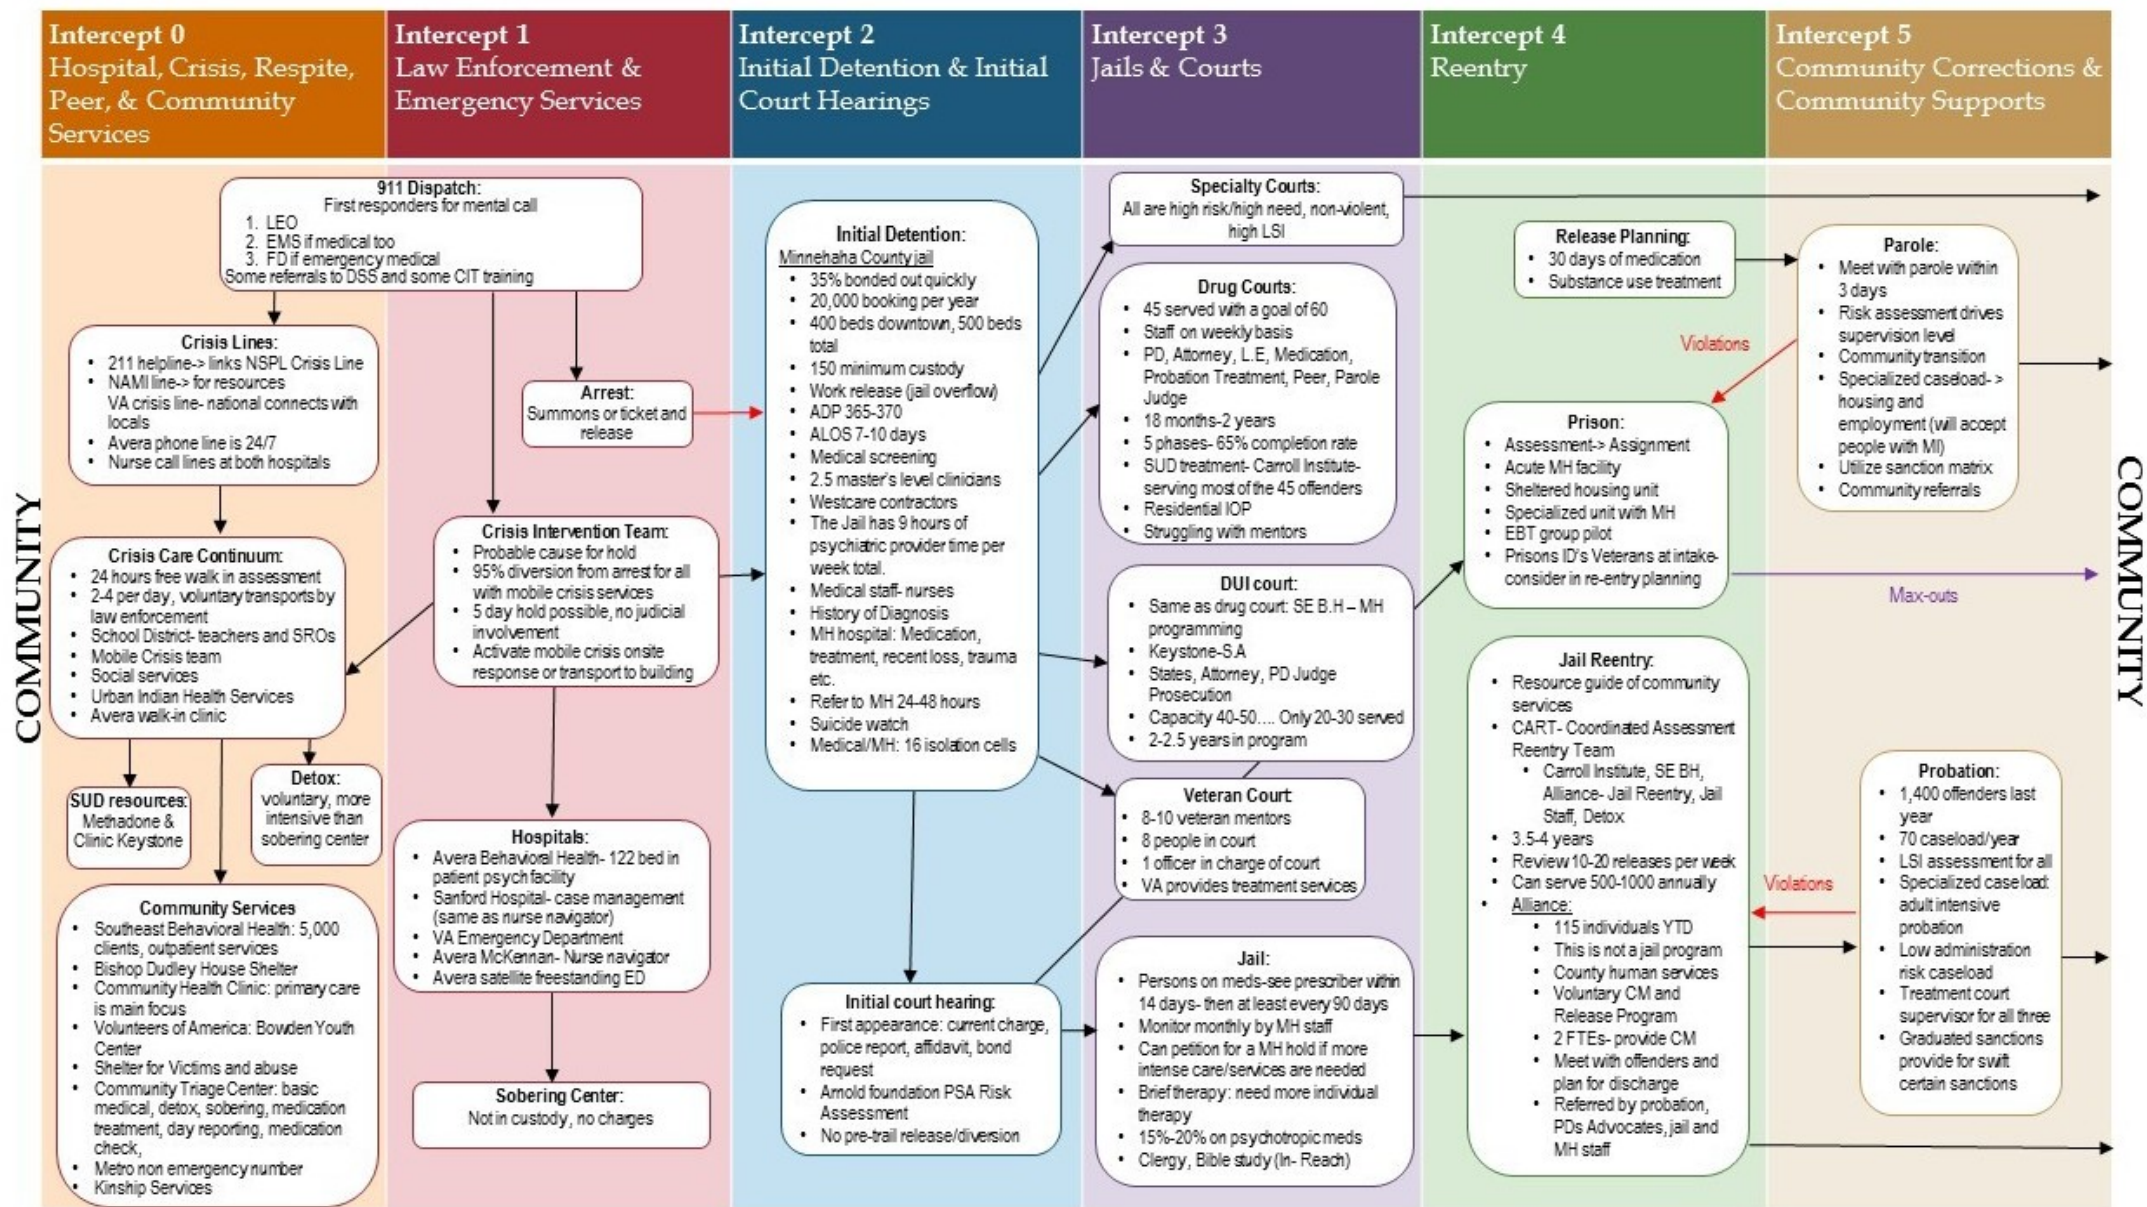 Intercept 0
Hospital, Crisis, Respite,
Peer, & Community
Services
Intercept 1
Law Enforcement &
Emergency Services
Intercept 2
Initial Detention & Initial
Court Hearings
Intercept 3
Jails & Courts
Intercept 4
Reentry
Intercept 5
Community Corrections &
Community Supports
COMMUNITY
911 Dispatch:
First responders for mental call
1. LEO
2. EMS if medical too
3. FD if emergency medical
Some referrals to DSS and some CIT training
Crisis Lines:
• 211 helpline-> links NSPL Crisis Line
• NAMI line-> for resources
VA crisis line- national connects with
locals
• Avera phone line is 24/7
• Nurse call lines at both hospitals
Crisis Care Continuum:
• 24 hours free walk in assessment
• 2-4 per day, voluntary transports by
law enforcement
• School District- teachers and SROs
• Mobile Crisis team
• Social services
• Urban Indian Health Services
• Avera walk-in clinic
SUD resources:
Methadone &
Clinic Keystone
Detox:
voluntary, more
intensive than
sobering center
Community Services
• Southeast Behavioral Health: 5,000
clients, outpatient services
• Bishop Dudley House Shelter
• Community Health Clinic: primary care
is main focus
• Volunteers of America: Bowden Youth
Center
• Shelter for Victims and abuse
• Community Triage Center: basic
medical, detox, sobering, medication
treatment, day reporting, medication
check,
• Metro non emergency number
• Kinship Services
Arrest:
Summons or ticket and
release
Crisis Intervention Team:
• Probable cause for hold
• 95% diversion from arrest for all
with mobile crisis services
• 5 day hold possible, no judicial
involvement
• Activate mobile crisis onsite
response or transport to building
Hospitals:
• Avera Behavioral Health- 122 bed in
patient psych facility
• Sanford Hospital- case management
(same as nurse navigator)
• VA Emergency Department
• Avera McKennan- Nurse navigator
• Avera satellite freestanding ED
Sobering Center:
Not in custody, no charges
Initial Detention:
Minnehaha County jail
• 35% bonded out quickly
• 20,000 booking per year
• 400 beds downtown, 500 beds
total
• 150 minimum custody
• Work release (jail overflow)
• ADP 365-370
• ALOS 7-10 days
• Medical screening
• 2.5 master's level clinicians
• Westcare contractors
• The Jail has 9 hours of
psychiatric provider time per
week total.
• Medical staff- nurses
• History of Diagnosis
• MH hospital: Medication,
treatment, recent loss, trauma
etc.
• Refer to MH 24-48 hours
• Suicide watch
• Medical/MH: 16 isolation cells
Initial court hearing:
• First appearance: current charge,
police report, affidavit, bond
request
• Arnold foundation PSA Risk
Assessment
• No pre-trail release/diversion
Specialty Courts:
All are high risk/high need, non-violent,
high LSI
Drug Courts:
• 45 served with a goal of 60
• Staff on weekly basis
• PD, Attorney, L.E, Medication,
Probation Treatment, Peer, Parole
Judge
• 18 months-2 years
• 5 phases- 65% completion rate
• SUD treatment- Carroll Institute-
serving most of the 45 offenders
• Residential IOP
• Struggling with mentors
DUI court:
• Same as drug court: SE B.H – MH
programming
• Keystone-S.A
• States, Attorney, PD Judge
Prosecution
• Capacity 40-50.... Only 20-30 served
• 2-2.5 years in program
Veteran Court:
• 8-10 veteran mentors
• 8 people in court
• 1 officer in charge of court
• VA provides treatment services
Jail:
• Persons on meds-see prescriber within
14 days- then at least every 90 days
• Monitor monthly by MH staff
• Can petition for a MH hold if more
intense care/services are needed
• Brief therapy: need more individual
therapy
• 15%-20% on psychotropic meds
• Clergy, Bible study (In- Reach)
Release Planning:
• 30 days of medication
• Substance use treatment
Violations
Prison:
• Assessment-> Assignment
• Acute MH facility
• Sheltered housing unit
• Specialized unit with MH
• EBT group pilot
• Prisons ID's Veterans at intake-
consider in re-entry planning
Max-outs
Jail Reentry:
• Resource guide of community
services
• CART- Coordinated Assessment
Reentry Team
• Carroll Institute, SE BH,
Alliance- Jail Reentry, Jail
Staff, Detox
• 3.5-4 years
• Review 10-20 releases per week
• Can serve 500-1000 annually
• Alliance:
• 115 individuals YTD
• This is not a jail program
• County human services
• Voluntary CM and
Release Program
• 2 FTEs- provide CM
• Meet with offenders and
plan for discharge
• Referred by probation,
PDs Advocates, jail and
MH staff
Parole:
• Meet with parole within
3 days
• Risk assessment drives
supervision level
• Community transition
• Specialized caseload- >
housing and
employment (will accept
people with MI)
• Utilize sanction matrix
• Community referrals
Violations
Probation:
• 1,400 offenders last
year
• 70 caseload/year
• LSI assessment for all
• Specialized caseload:
adult intensive
probation
• Low administration
risk caseload
• Treatment court
supervisor for all three
• Graduated sanctions
provide for swift
certain sanctions
COMMUNITY